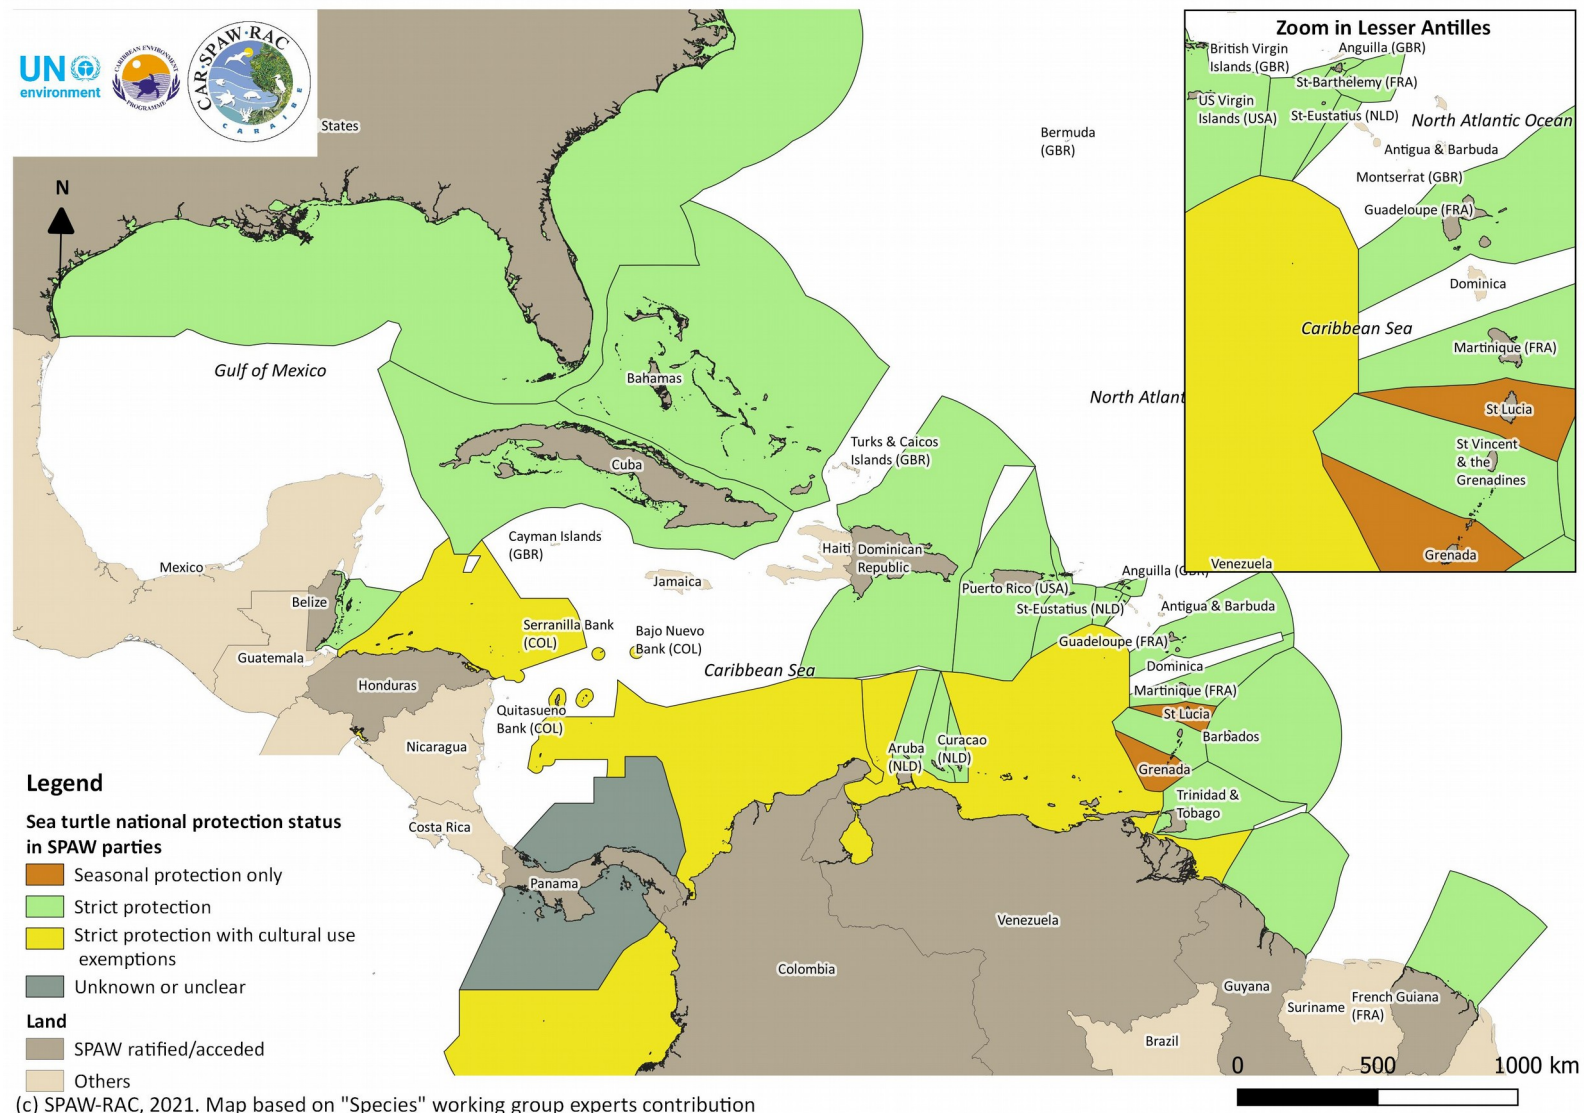 UN
environment
CARIBBEAN ENVIRONMENT
PROGRAMME
CAR-SPAW-RAC
CARAIBE
States
N
Bermuda
(GBR)
Gulf of Mexico
North Atlant
Bahamas
Turks & Caicos
Islands (GBR)
Cuba
Cayman Islands
(GBR)
Haiti
Dominican
Republic
Mexico
Jamaica
Puerto Rico (USA)
Anguilla (GBR)
Belize
St-Eustatius (NLD)
Antigua & Barbuda
Serranilla Bank
(COL)
Bajo Nuevo
Bank (COL)
Guadeloupe (FRA)
Guatemala
Caribbean Sea
Dominica
Honduras
Martinique (FRA)
Quitasueno
Bank (COL)
St Lucia
Nicaragua
Aruba
(NLD)
Curacao
(NLD)
Barbados
Grenada
Trinidad &
Tobago
Costa Rica
Panama
Venezuela
Colombia
Guyana
Suriname
French Guiana
(FRA)
Brazil
Zoom in Lesser Antilles
British Virgin
Islands (GBR)
Anguilla (GBR)
St-Barthelemy (FRA)
US Virgin
Islands (USA)
St-Eustatius (NLD)
North Atlantic Ocean
Antigua & Barbuda
Montserrat (GBR)
Guadeloupe (FRA)
Dominica
Caribbean Sea
Martinique (FRA)
St Lucia
St Vincent
& the
Grenadines
Grenada
Venezuela
Legend
Sea turtle national protection status
in SPAW parties
Seasonal protection only
Strict protection
Strict protection with cultural use
exemptions
Unknown or unclear
Land
SPAW ratified/acceded
Others
0 500 1000 km
(c) SPAW-RAC, 2021. Map based on "Species" working group experts contribution